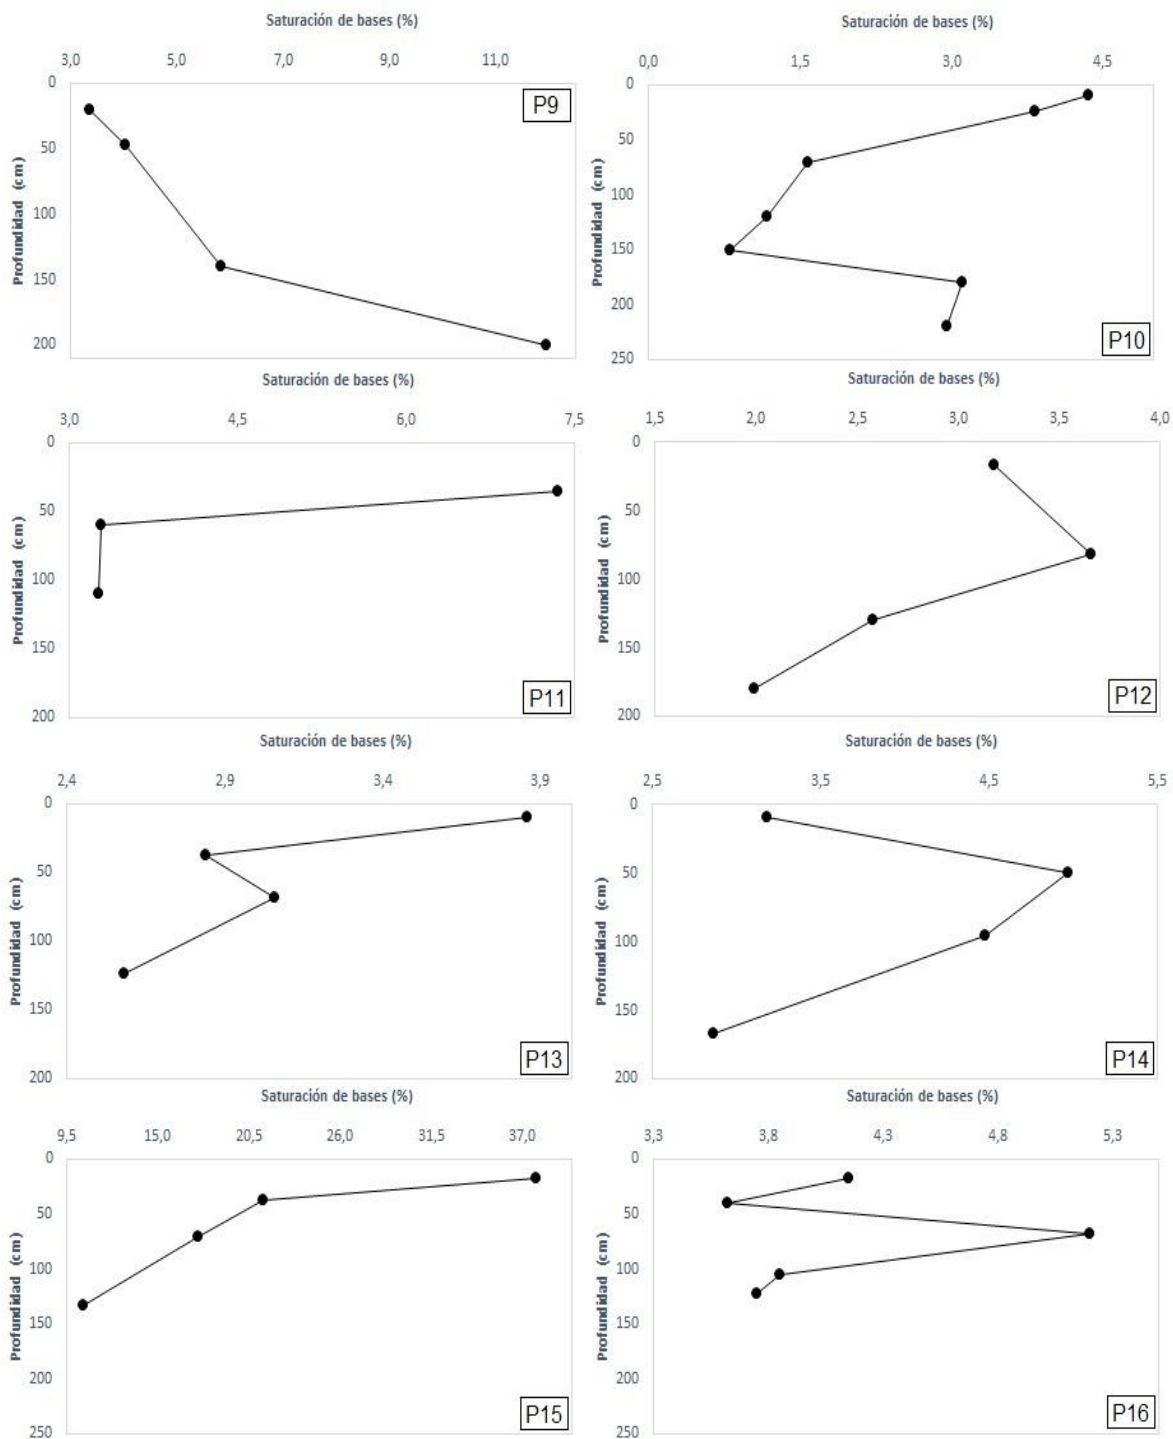 Saturación de bases (%)
3,0 5,0 7,0 9,0 11,0
0
50
100
150
200
Profundidad (cm)
P9
Saturación de bases (%)
0,0 1,5 3,0 4,5
0
50
100
150
200
250
Profundidad (cm)
P10
Saturación de bases (%)
3,0 4,5 6,0 7,5
0
50
100
150
200
Profundidad (cm)
P11
Saturación de bases (%)
1,5 2,0 2,5 3,0 3,5 4,0
0
50
100
150
200
Profundidad (cm)
P12
Saturación de bases (%)
2,4 2,9 3,4 3,9
0
50
100
150
200
Profundidad (cm)
P13
Saturación de bases (%)
2,5 3,5 4,5 5,5
0
50
100
150
200
Profundidad (cm)
P14
Saturación de bases (%)
9,5 15,0 20,5 26,0 31,5 37,0
0
50
100
150
200
250
Profundidad (cm)
P15
Saturación de bases (%)
3,3 3,8 4,3 4,8 5,3
0
50
100
150
200
250
Profundidad (cm)
P16